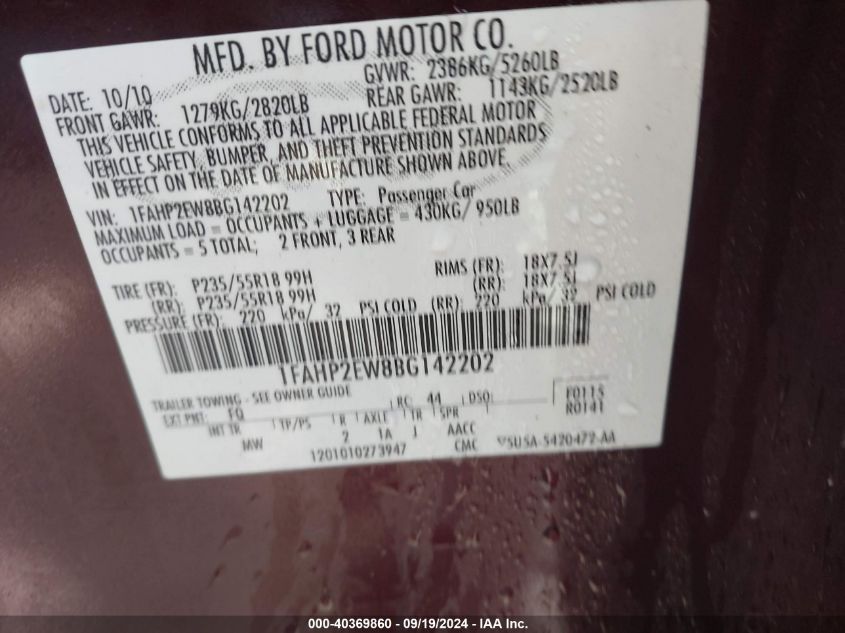 MFD. BY FORD MOTOR CO.
DATE: 10/10 GVWR: 2386KG/5260LB
FRONT GAWR: 1279KG/2820LB REAR GAWR: 1143KG/2520LB
THIS VEHICLE CONFORMS TO ALL APPLICABLE FEDERAL MOTOR
VEHICLE SAFETY, BUMPER, AND THEFT PREVENTION STANDARDS
IN EFFECT ON THE DATE OF MANUFACTURE SHOWN ABOVE.
VIN: 1FAHP2EW8BG142202 TYPE: Passenger Car
MAXIMUM LOAD = OCCUPANTS + LUGGAGE = 430KG/950LB
OCCUPANTS = 5 TOTAL; 2 FRONT, 3 REAR
TIRE (FR): P235/55R18 99H RIMS (FR): 18X7.5J
(RR): P235/55R18 99H (RR): 18X7.5J
PRESSURE (FR): 220 kPa/ 32 PSI COLD (RR): 220 kPa/ 32 PSI COLD
1FAHP2EW8BG142202
TRAILER TOWING - SEE OWNER GUIDE RC: 44 DSO: F0115
EXT PNT: FQ R0141
INT TR TP/PS R AXLE TR SPR
MW 2 1A J AACC
1201010273947 CMC 5U5A-5420472-AA
000-40369860 - 09/19/2024 - IAA Inc.